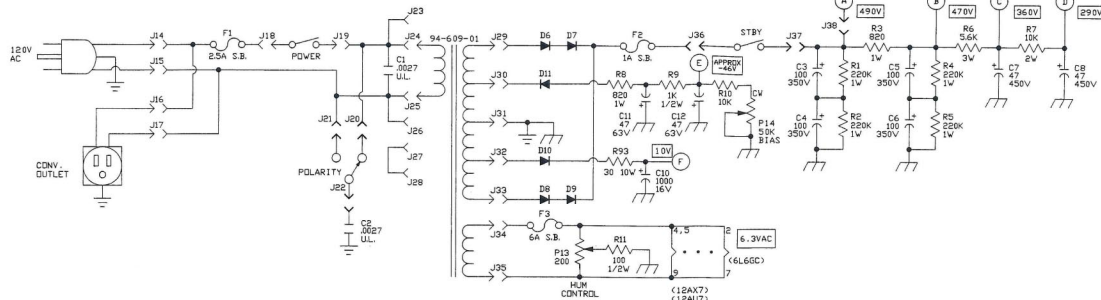 120V
AC
J14
F1
2.5A S.B.
J18
POWER
J19
J15
J16
J17
CONV.
OUTLET
J21
J20
POLARITY
J22
C2
.0027
U.L.
J23
J24
C1
.0027
U.L.
J25
J26
J27
J28
94-609-01
J29
D6
D7
J30
D11
J31
J32
D10
J33
D8
D9
F2
1A S.B.
J36
STBY
J37
R8
820
1W
R9
1K
1/2W
E
APPROX
-46V
R10
10K
CW
P14
50K
BIAS
C11
47
63V
C12
47
63V
R93
30 10W
10V
F
C10
1000
16V
J34
F3
6A S.B.
J35
P13
200
R11
100
1/2W
HUM
CONTROL
4,5
2
9
7
6.3VAC
(6L6GC)
(12AX7)
(12AU7)
A
490V
J38
R3
820
1W
B
470V
R6
5.6K
3W
C
360V
R7
10K
2W
D
290V
C3
100
350V
R1
220K
1W
C4
100
350V
R2
220K
1W
C5
100
350V
R4
220K
1W
C6
100
350V
R5
220K
1W
C7
47
450V
C8
47
450V